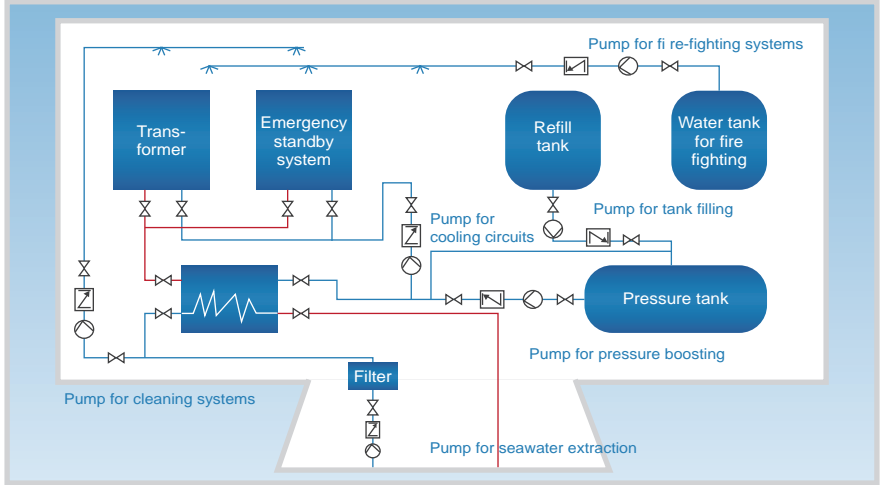 Pump for fi re-fighting systems
Trans-
former
Emergency
standby
system
Refill
tank
Water tank
for fire
fighting
Pump for tank filling
Pump for
cooling circuits
Pressure tank
Pump for pressure boosting
Filter
Pump for cleaning systems
Pump for seawater extraction